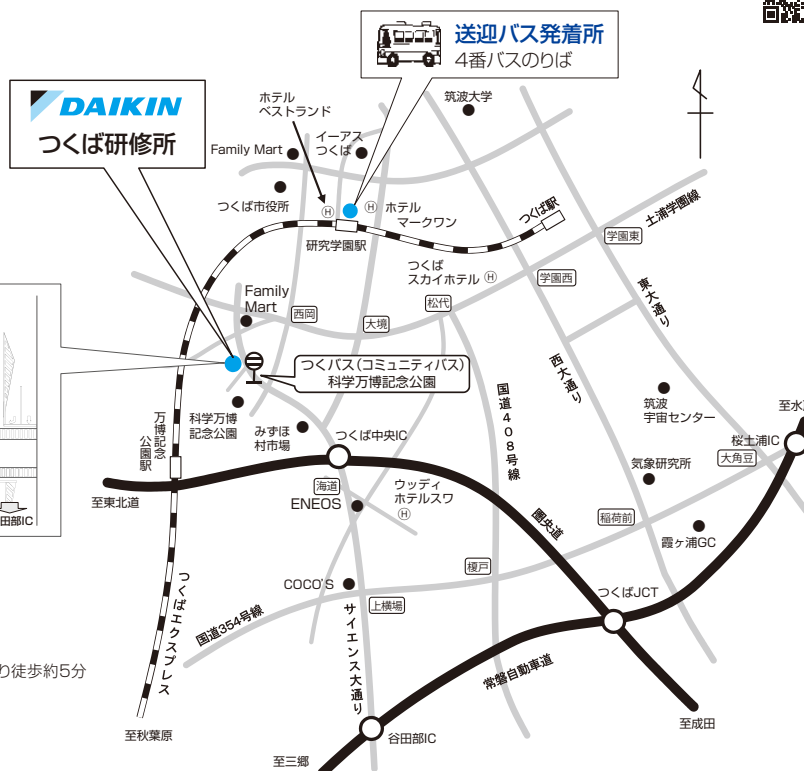 送迎バス発着所
4番バスのりば
DAIKIN
つくば研修所
ホテル
ベストランド
筑波大学
イーアス
つくば
Family Mart
つくば市役所
H
H
ホテル
マークワン
つくば駅
土浦学園線
研究学園駅
学園東
つくば
スカイホテル
H
学園西
東大通り
Family
Mart
西岡
大境
松代
西大通り
つくバス(コミュニティバス)
科学万博記念公園
国道408号線
筑波
宇宙センター
至水
科学万博
記念公園
万博記念
公園駅
みずほ
村市場
つくば中央IC
桜土浦IC
大角豆
気象研究所
至東北道
海道
ウッディ
ホテルスワ
H
ENEOS
田部IC
圏央道
稲荷前
霞ヶ浦GC
榎戸
つくばエクスプレス
COCO'S
つくばJCT
上横場
国道354号線
サイエンス大通り
り徒歩約5分
常磐自動車道
至秋葉原
谷田部IC
至成田
至三郷